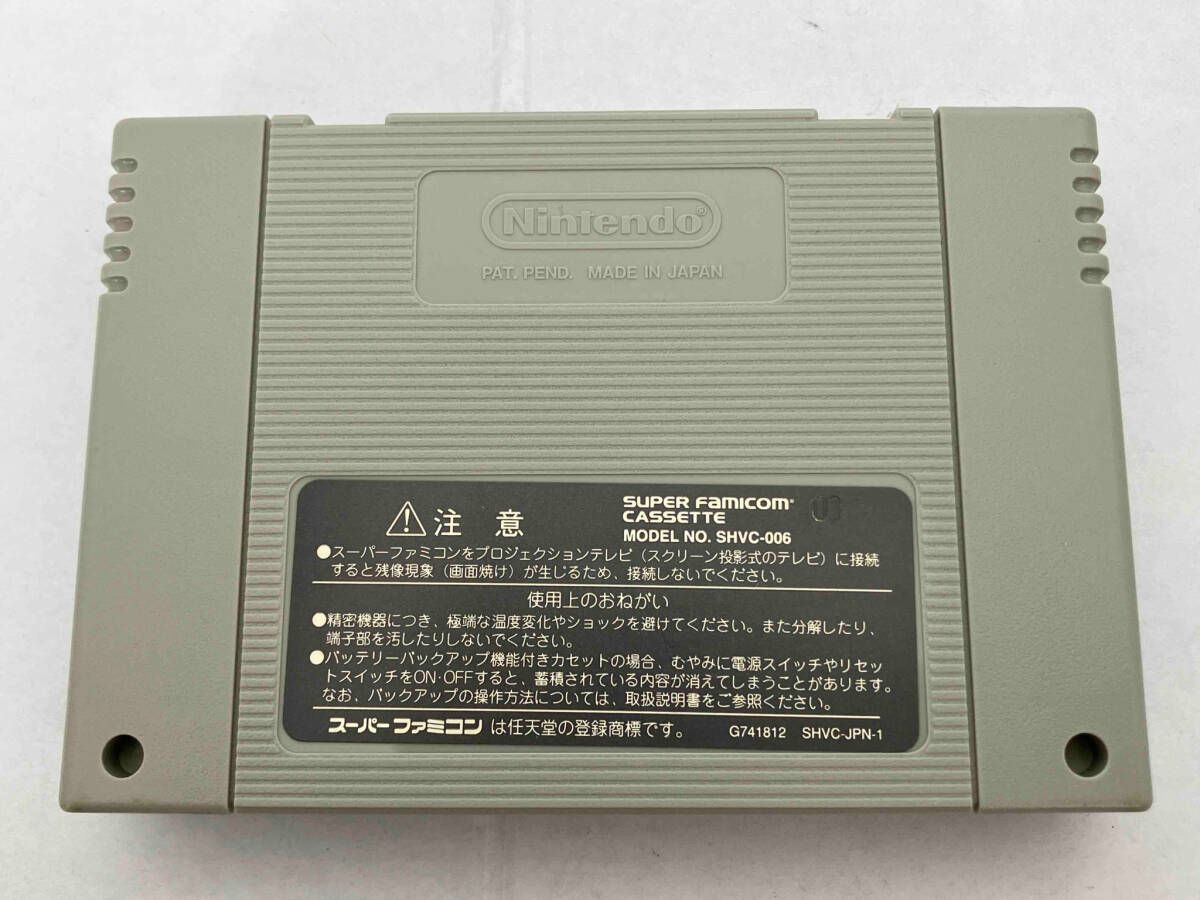 Nintendo®
PAT. PEND. MADE IN JAPAN
注意
SUPER Famicom®
CASSETTE
MODEL NO. SHVC-006
●スーパーファミコンをプロジェクションテレビ（スクリーン投影式のテレビ）に接続
すると残像現象（画面焼け）が生じるため、接続しないでください。
使用上のおねがい
●精密機器につき、極端な温度変化やショックを避けてください。また分解したり、
端子部を汚したりしないでください。
●バッテリーバックアップ機能付きカセットの場合、むやみに電源スイッチやリセッ
トスイッチをON·OFFすると、蓄積されている内容が消えてしまうことがあります。
なお、バックアップの操作方法については、取扱説明書をご参照ください。
スーパーファミコン は任天堂の登録商標です。 G741812 SHVC-JPN-1